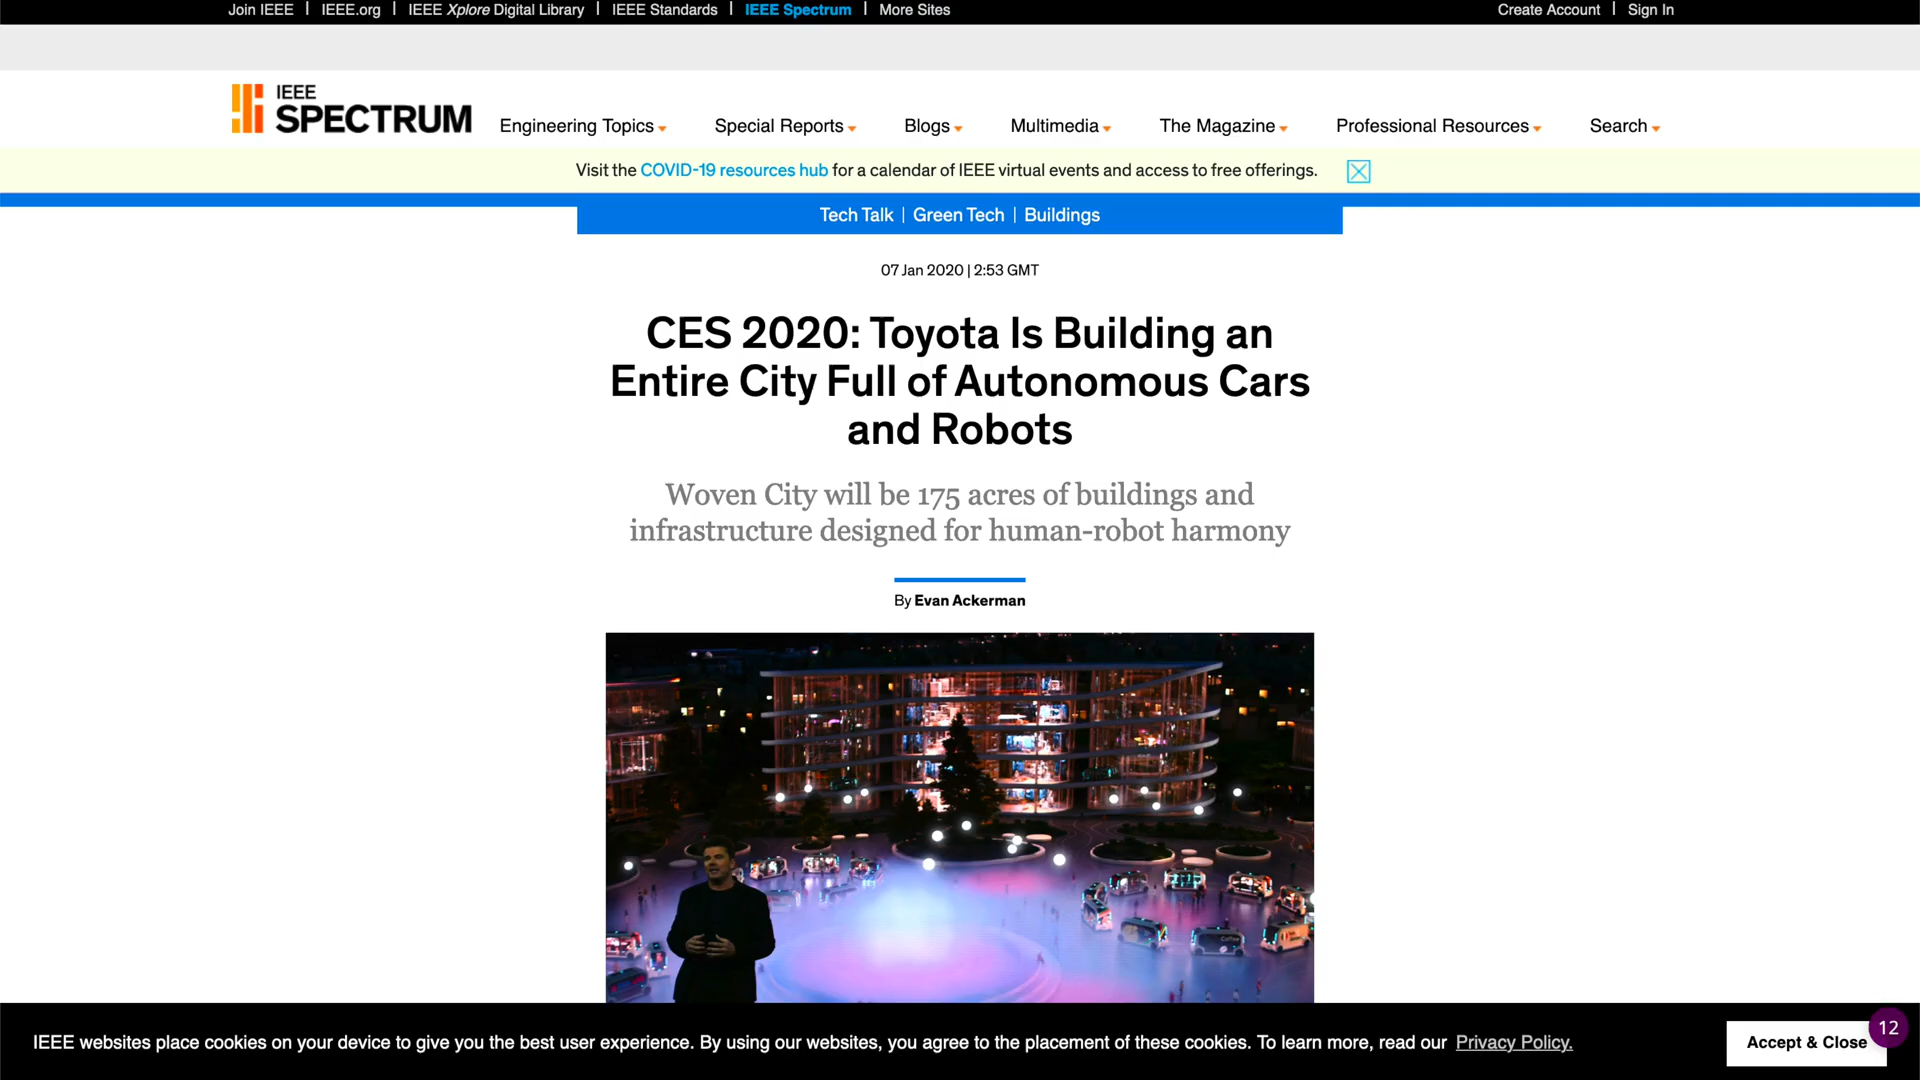 Join IEEE | IEEE.org | IEEE Xplore Digital Library | IEEE Standards | IEEE Spectrum | More Sites
Create Account | Sign In
IEEE
SPECTRUM
Engineering Topics Special Reports Blogs Multimedia The Magazine Professional Resources Search
Visit the COVID-19 resources hub for a calendar of IEEE virtual events and access to free offerings.
Tech Talk | Green Tech | Buildings
07 Jan 2020 | 2:53 GMT
CES 2020: Toyota Is Building an
Entire City Full of Autonomous Cars
and Robots
Woven City will be 175 acres of buildings and
infrastructure designed for human-robot harmony
By Evan Ackerman
IEEE websites place cookies on your device to give you the best user experience. By using our websites, you agree to the placement of these cookies. To learn more, read our Privacy Policy.
Accept & Close
12